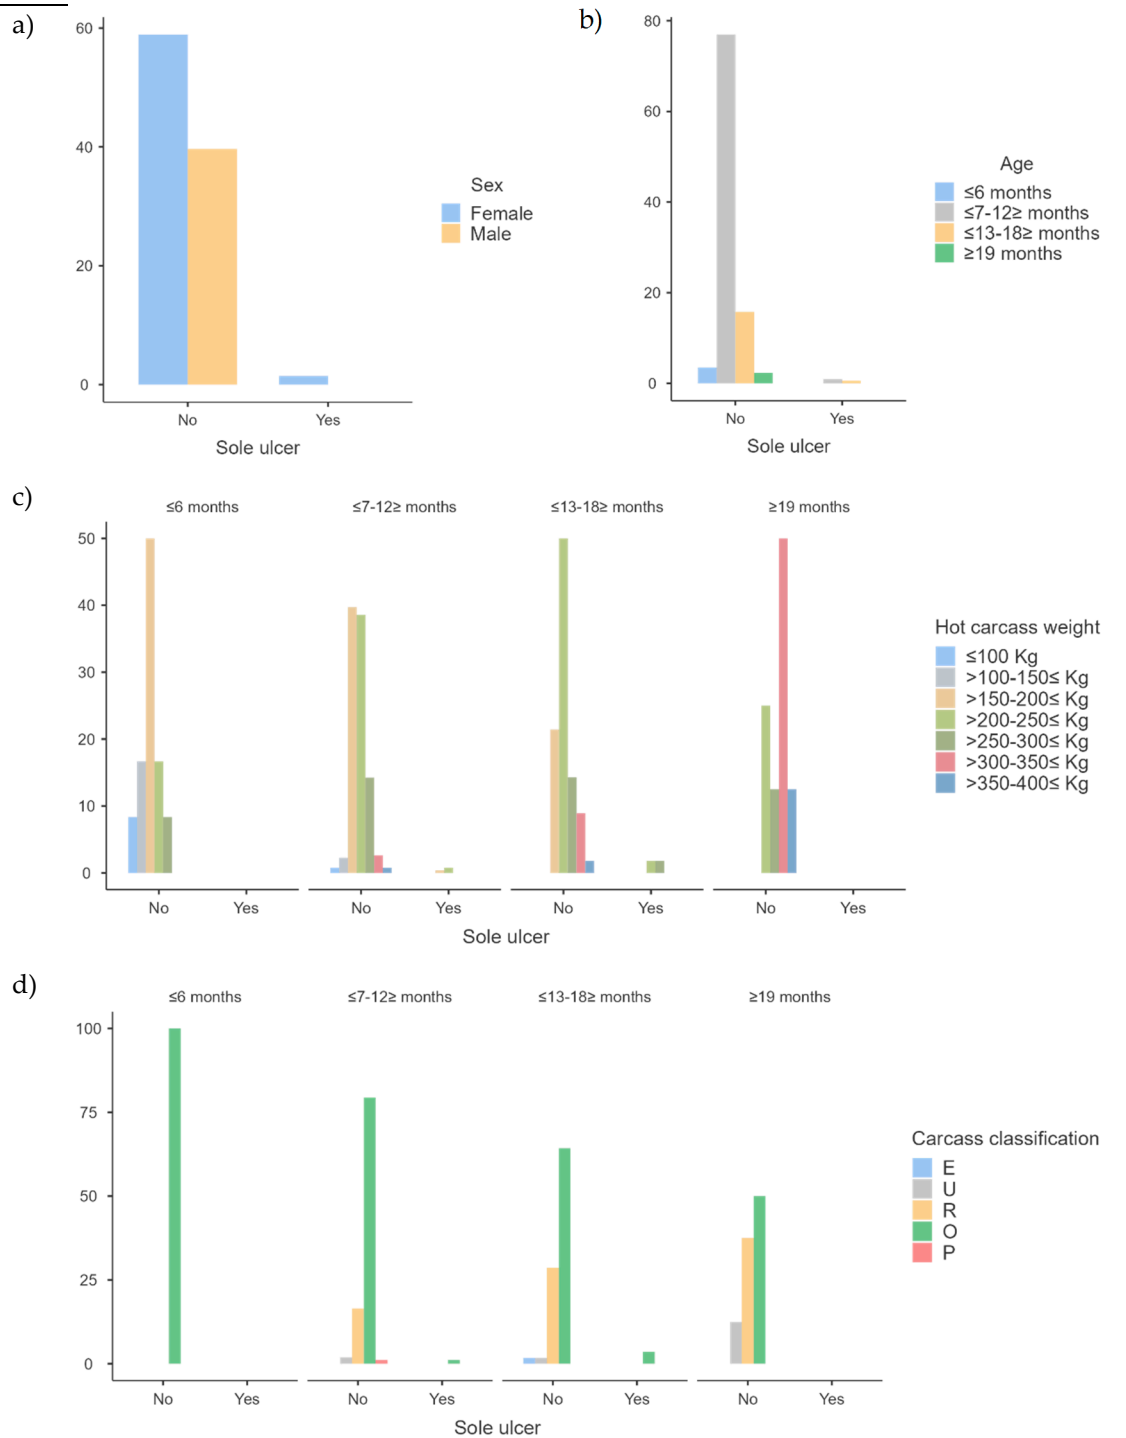 a)
60
40
20
0
No
Yes
Sole ulcer
Sex
Female
Male
b)
80
60
40
20
0
No
Yes
Sole ulcer
Age
≤6 months
≤7-12≥ months
≤13-18≥ months
≥19 months
c)
≤6 months
≤7-12≥ months
≤13-18≥ months
≥19 months
50
40
30
20
10
0
No
Yes
No
Yes
No
Yes
No
Yes
Sole ulcer
Hot carcass weight
≤100 Kg
>100-150≤ Kg
>150-200≤ Kg
>200-250≤ Kg
>250-300≤ Kg
>300-350≤ Kg
>350-400≤ Kg
d)
≤6 months
≤7-12≥ months
≤13-18≥ months
≥19 months
100
75
50
25
0
No
Yes
No
Yes
No
Yes
No
Yes
Sole ulcer
Carcass classification
E
U
R
O
P